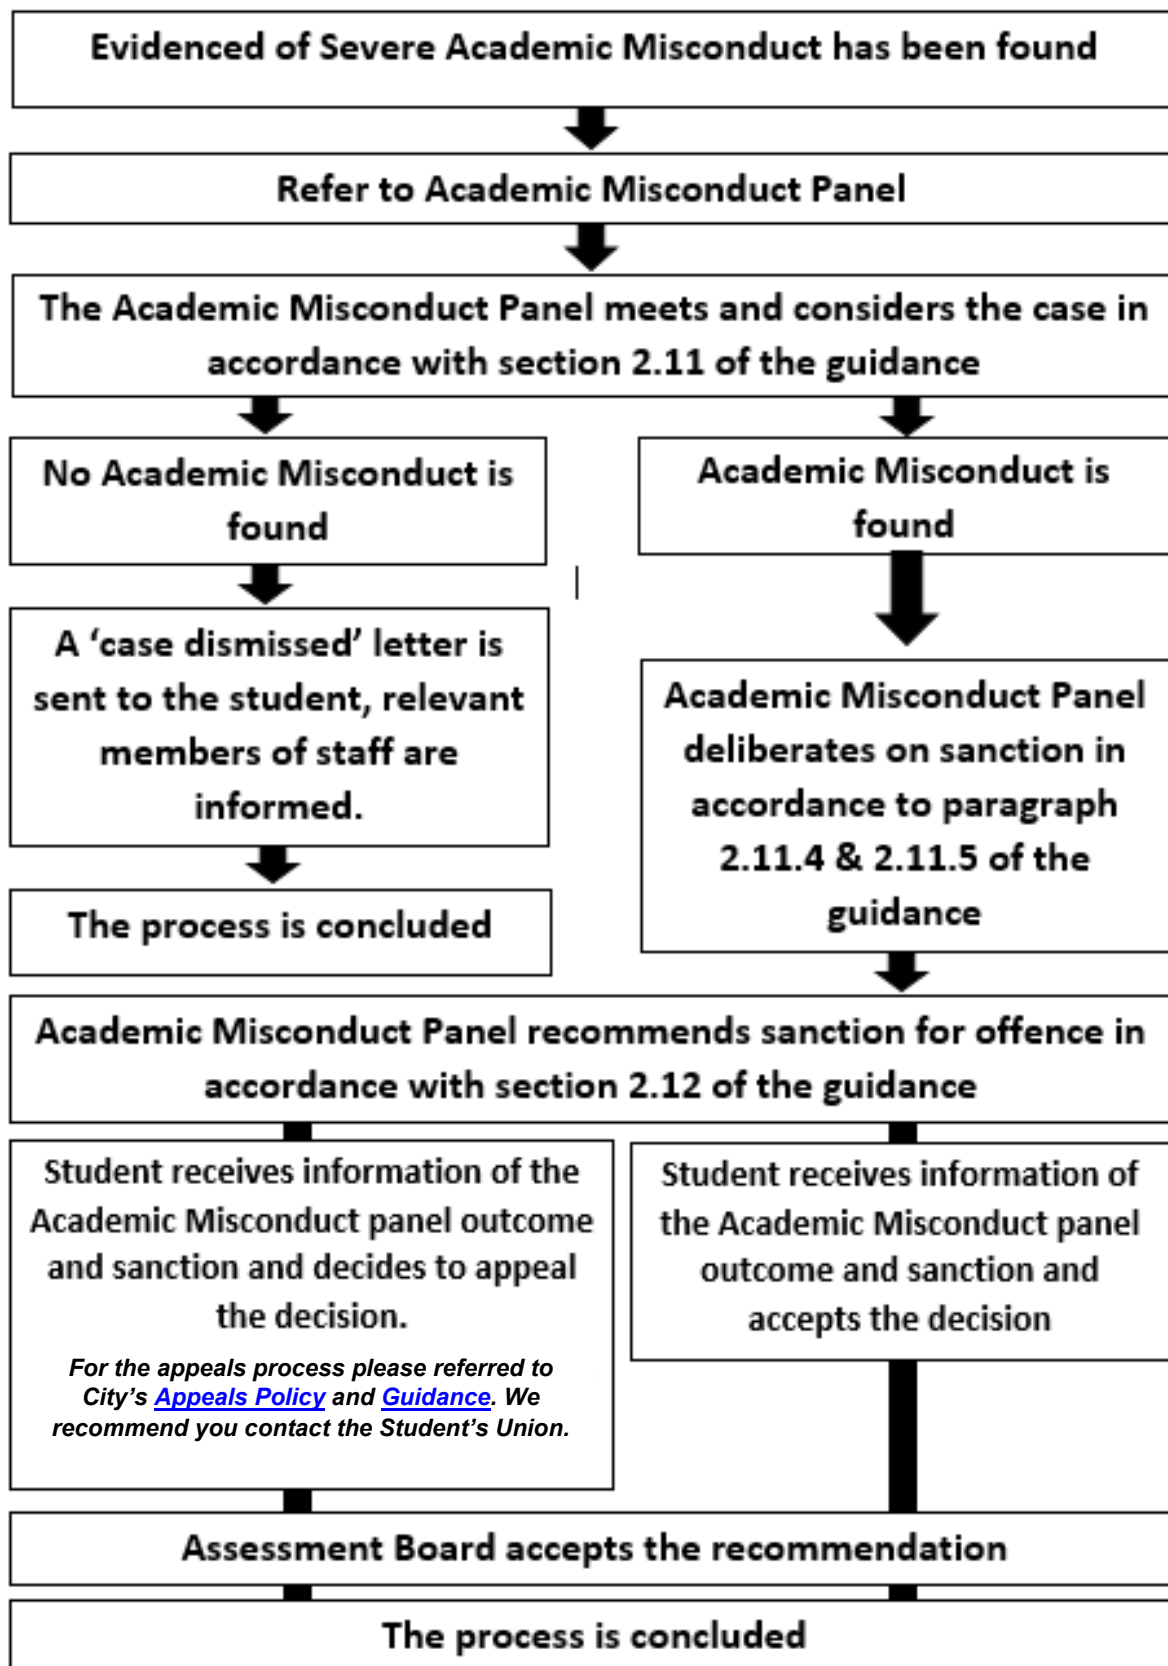 Evidenced of Severe Academic Misconduct has been found
Refer to Academic Misconduct Panel
The Academic Misconduct Panel meets and considers the case in
accordance with section 2.11 of the guidance
No Academic Misconduct is
found
A ‘case dismissed’ letter is
sent to the student, relevant
members of staff are
informed.
The process is concluded
Academic Misconduct is
found
Academic Misconduct Panel
deliberates on sanction in
accordance to paragraph
2.11.4 & 2.11.5 of the
guidance
Academic Misconduct Panel recommends sanction for offence in
accordance with section 2.12 of the guidance
Student receives information of the
Academic Misconduct panel outcome
and sanction and decides to appeal
the decision.
For the appeals process please referred to
City’s Appeals Policy and Guidance. We
recommend you contact the Student’s Union.
Student receives information of
the Academic Misconduct panel
outcome and sanction and
accepts the decision
Assessment Board accepts the recommendation
The process is concluded